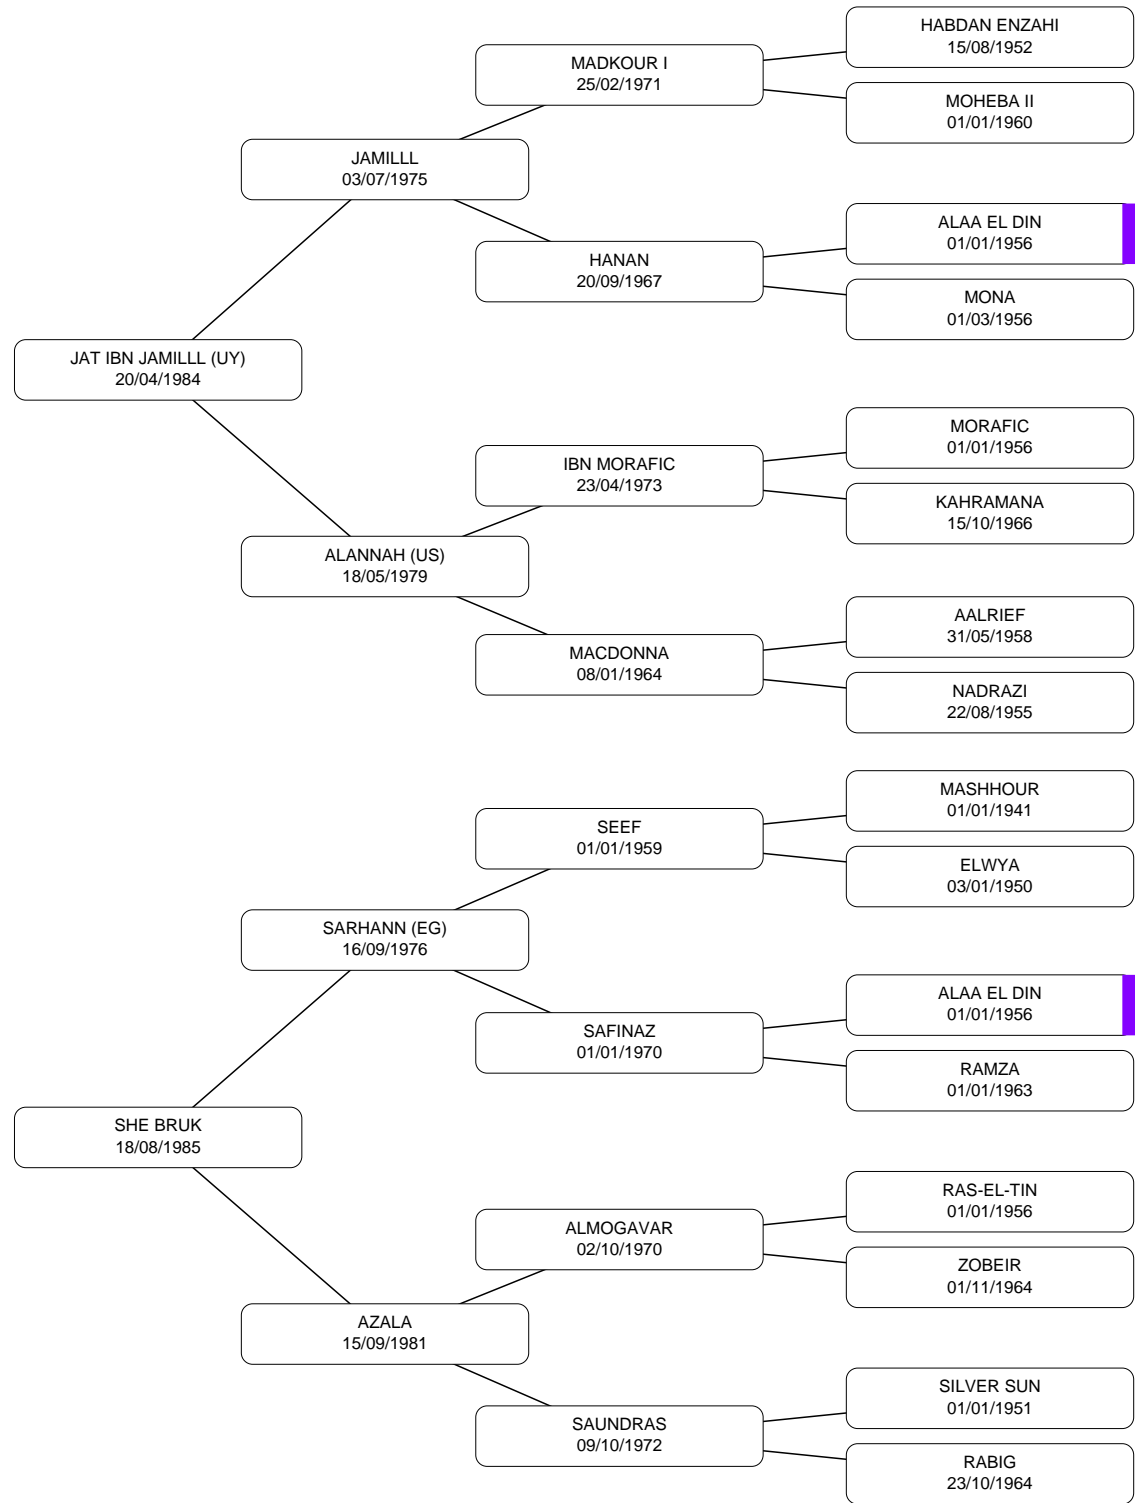 HABDAN ENZAHI
15/08/1952
MADKOUR I
25/02/1971
MOHEBA II
01/01/1960
JAMILLL
03/07/1975
ALAA EL DIN
01/01/1956
HANAN
20/09/1967
MONA
01/03/1956
JAT IBN JAMILLL (UY)
20/04/1984
MORAFIC
01/01/1956
IBN MORAFIC
23/04/1973
KAHRAMANA
15/10/1966
ALANNAH (US)
18/05/1979
AALRIEF
31/05/1958
MACDONNA
08/01/1964
NADRAZI
22/08/1955
MASHHOUR
01/01/1941
SEEF
01/01/1959
ELWYA
03/01/1950
SARHANN (EG)
16/09/1976
ALAA EL DIN
01/01/1956
SAFINAZ
01/01/1970
RAMZA
01/01/1963
SHE BRUK
18/08/1985
RAS-EL-TIN
01/01/1956
ALMOGAVAR
02/10/1970
ZOBEIR
01/11/1964
AZALA
15/09/1981
SILVER SUN
01/01/1951
SAUNDRAS
09/10/1972
RABIG
23/10/1964